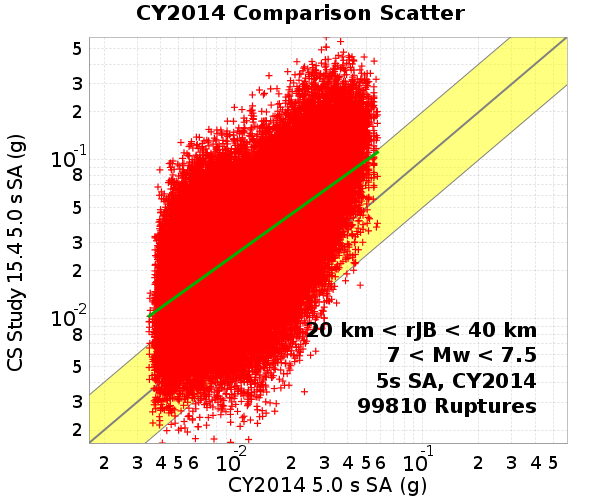 CY2014 Comparison Scatter
CS Study 15.4 5.0 s SA (g)
5
3
2
10-1
8
5
3
2
10-2
8
5
3
2
20 km < rJB < 40 km
7 < Mw < 7.5
5s SA, CY2014
99810 Ruptures
2 3 4 5 6 10-2 2 3 4 5 6 10-1 2 3 4 5
CY2014 5.0 s SA (g)